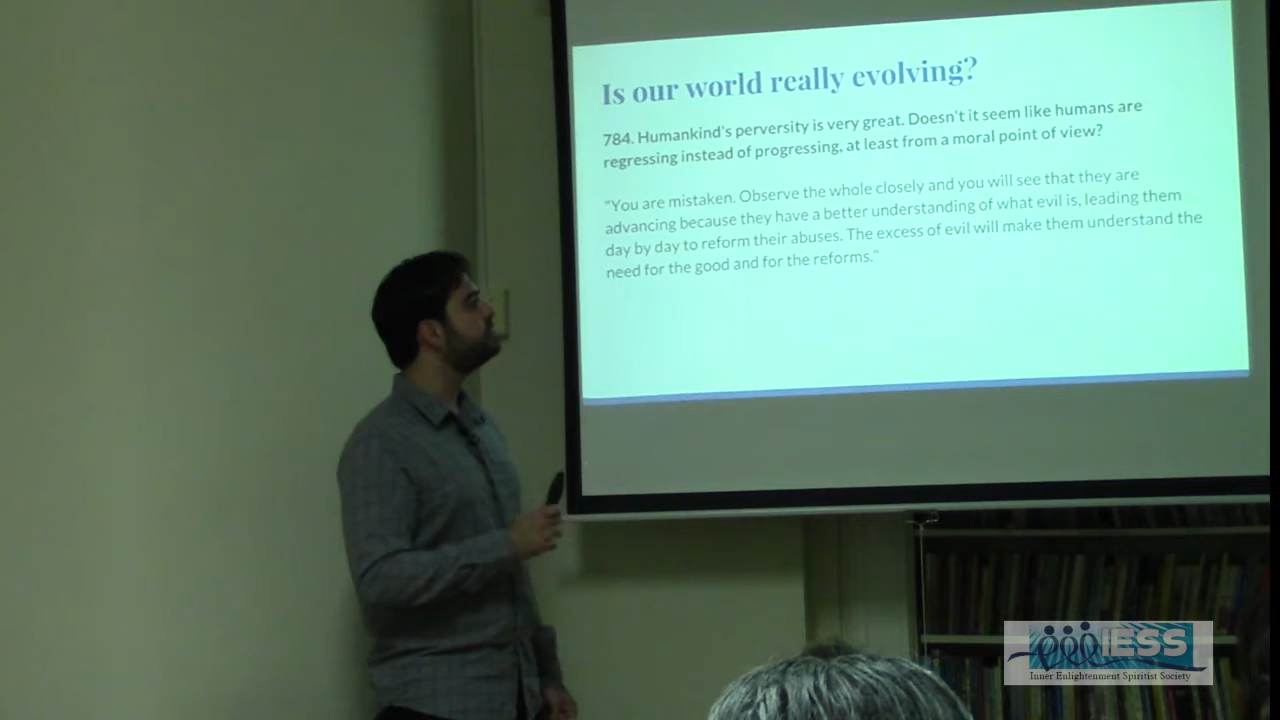 Is our world really evolving?
784. Humankind's perversity is very great. Doesn't it seem like humans are
regressing instead of progressing, at least from a moral point of view?
"You are mistaken. Observe the whole closely and you will see that they are
advancing because they have a better understanding of what evil is, leading them
day by day to reform their abuses. The excess of evil will make them understand the
need for the good and for the reforms."
IESS
Inner Enlightenment Spiritist Society